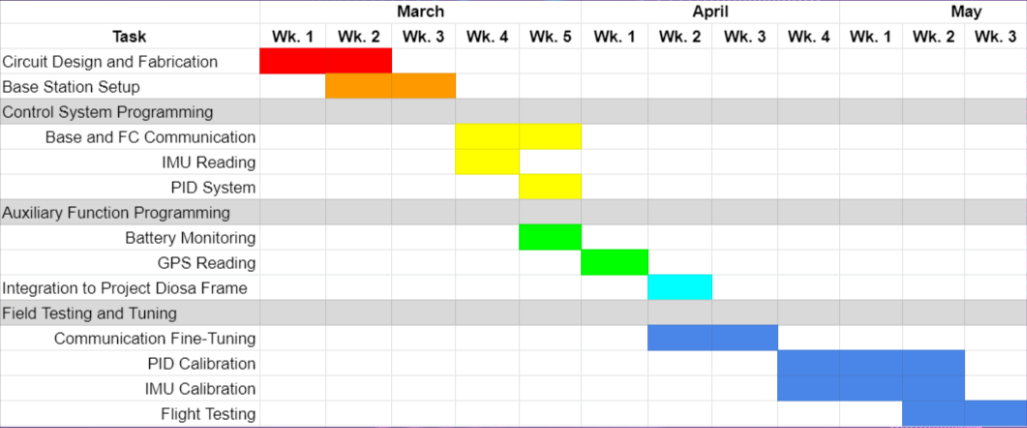 March April May
Task Wk. 1 Wk. 2 Wk. 3 Wk. 4 Wk. 5 Wk. 1 Wk. 2 Wk. 3 Wk. 4 Wk. 1 Wk. 2 Wk. 3
Circuit Design and Fabrication
Base Station Setup
Control System Programming
Base and FC Communication
IMU Reading
PID System
Auxiliary Function Programming
Battery Monitoring
GPS Reading
Integration to Project Diosa Frame
Field Testing and Tuning
Communication Fine-Tuning
PID Calibration
IMU Calibration
Flight Testing